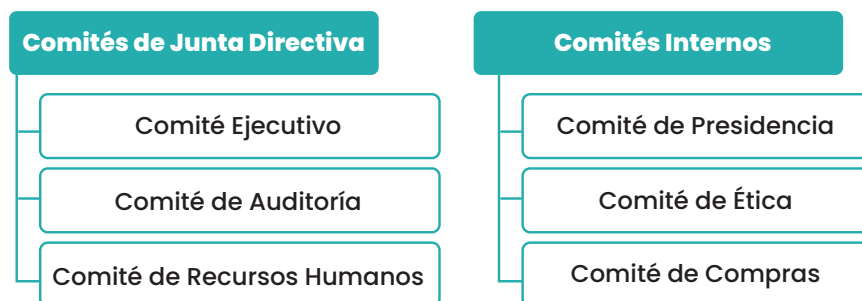 Comités de Junta Directiva
Comité Ejecutivo
Comité de Auditoría
Comité de Recursos Humanos
Comités Internos
Comité de Presidencia
Comité de Ética
Comité de Compras